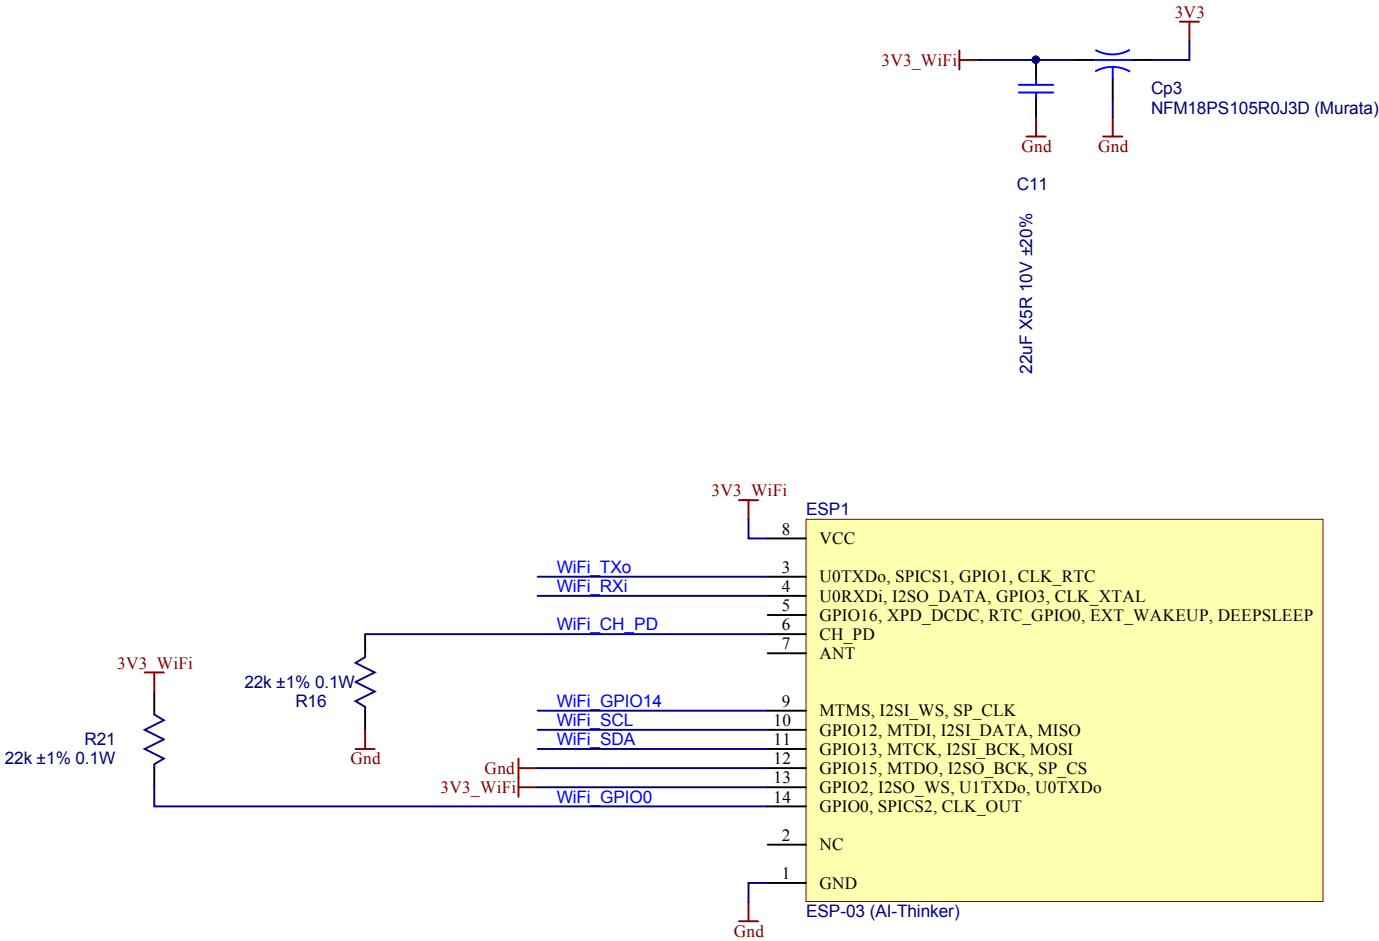 3V3
3V3_WiFi
Cp3
NFM18PS105R0J3D (Murata)
Gnd
Gnd
C11
22uF X5R 10V ±20%
3V3_WiFi
ESP1
8
VCC
WiFi_TXo
3
U0TXDo, SPICS1, GPIO1, CLK_RTC
WiFi_RXi
4
U0RXDi, I2SO_DATA, GPIO3, CLK_XTAL
5
GPIO16, XPD_DCDC, RTC_GPIO0, EXT_WAKEUP, DEEPSLEEP
WiFi_CH_PD
6
CH_PD
7
ANT
3V3_WiFi
22k ±1% 0.1W
R16
WiFi_GPIO14
9
MTMS, I2SI_WS, SP_CLK
WiFi_SCL
10
GPIO12, MTDI, I2SI_DATA, MISO
WiFi_SDA
11
GPIO13, MTCK, I2SI_BCK, MOSI
R21
22k ±1% 0.1W
Gnd
Gnd
12
GPIO15, MTDO, I2SO_BCK, SP_CS
3V3_WiFi
13
GPIO2, I2SO_WS, U1TXDo, U0TXDo
WiFi_GPIO0
14
GPIO0, SPICS2, CLK_OUT
2
NC
1
GND
Gnd
ESP-03 (AI-Thinker)